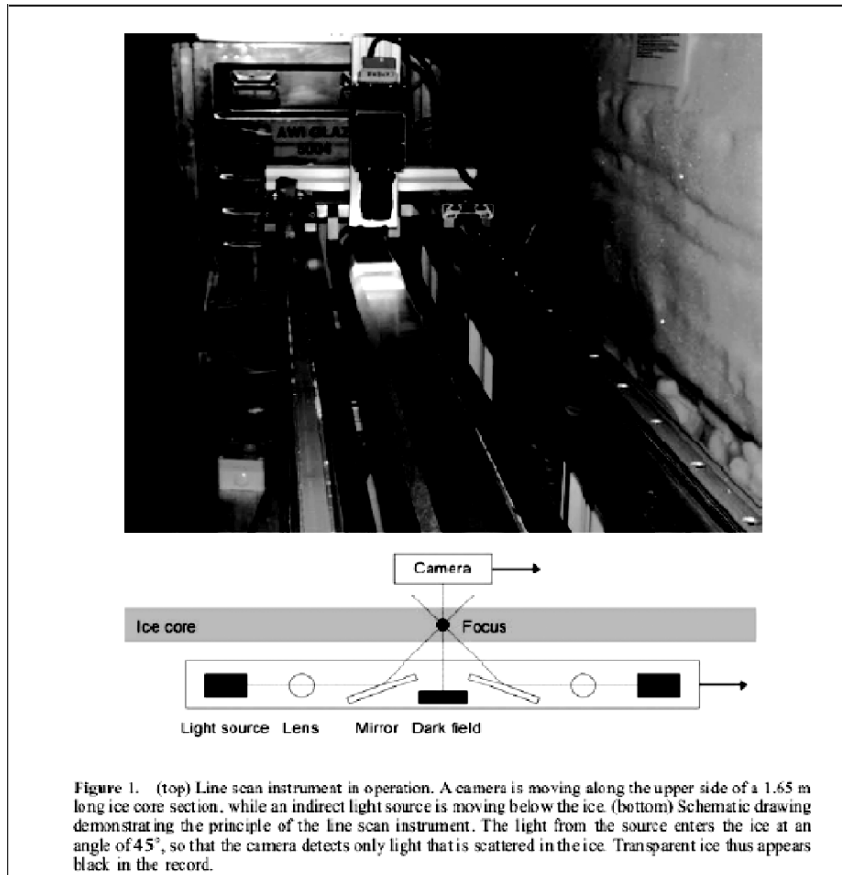 AWI GLAZ
Camera
Ice core
Focus
Light source Lens Mirror Dark field
Figure 1. (top) Line scan instrument in operation. A camera is moving along the upper side of a 1.65 m
long ice core section, while an indirect light source is moving below the ice. (bottom) Schematic drawing
demonstrating the principle of the line scan instrument. The light from the source enters the ice at an
angle of 45°, so that the camera detects only light that is scattered in the ice. Transparent ice thus appears
black in the record.